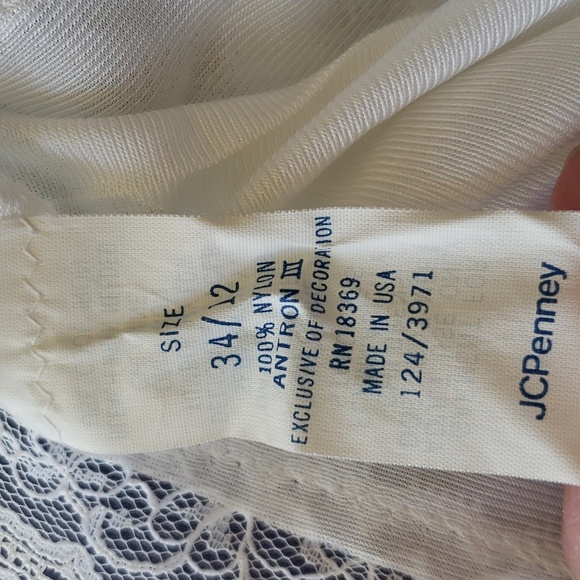 SIZE
34/12
100% NYLON
ANTRON III
EXCLUSIVE OF DECORATION
RN 18369
MADE IN USA
124/3971
JCPenney